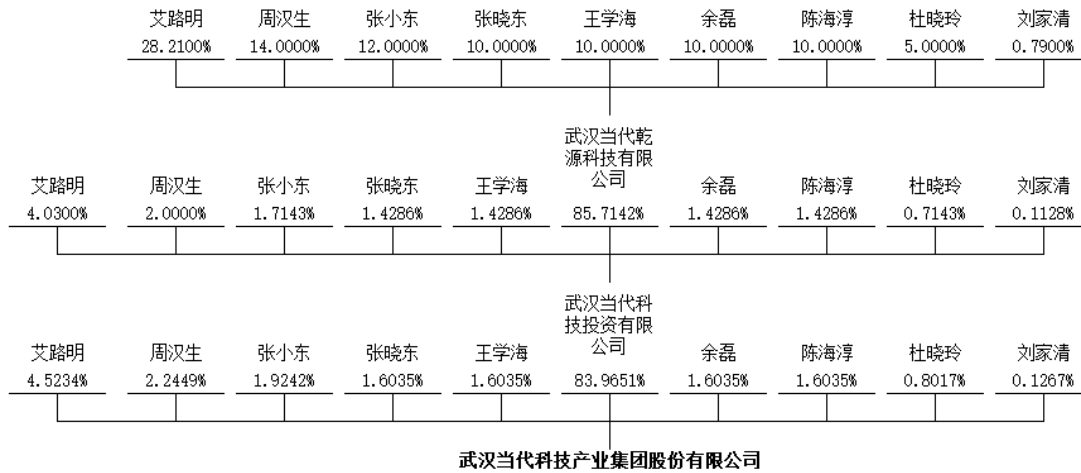 艾路明 周汉生 张小东 张晓东 王学海 余磊 陈海淳 杜晓玲 刘家清
28.2100% 14.0000% 12.0000% 10.0000% 10.0000% 10.0000% 10.0000% 5.0000% 0.7900%
武汉当代乾
源科技有限
公司
艾路明 周汉生 张小东 张晓东 王学海 余磊 陈海淳 杜晓玲 刘家清
4.0300% 2.0000% 1.7143% 1.4286% 1.4286% 85.7142% 1.4286% 1.4286% 0.7143% 0.1128%
武汉当代科
技投资有限
公司
艾路明 周汉生 张小东 张晓东 王学海 余磊 陈海淳 杜晓玲 刘家清
4.5234% 2.2449% 1.9242% 1.6035% 1.6035% 83.9651% 1.6035% 1.6035% 0.8017% 0.1267%
武汉当代科技产业集团股份有限公司